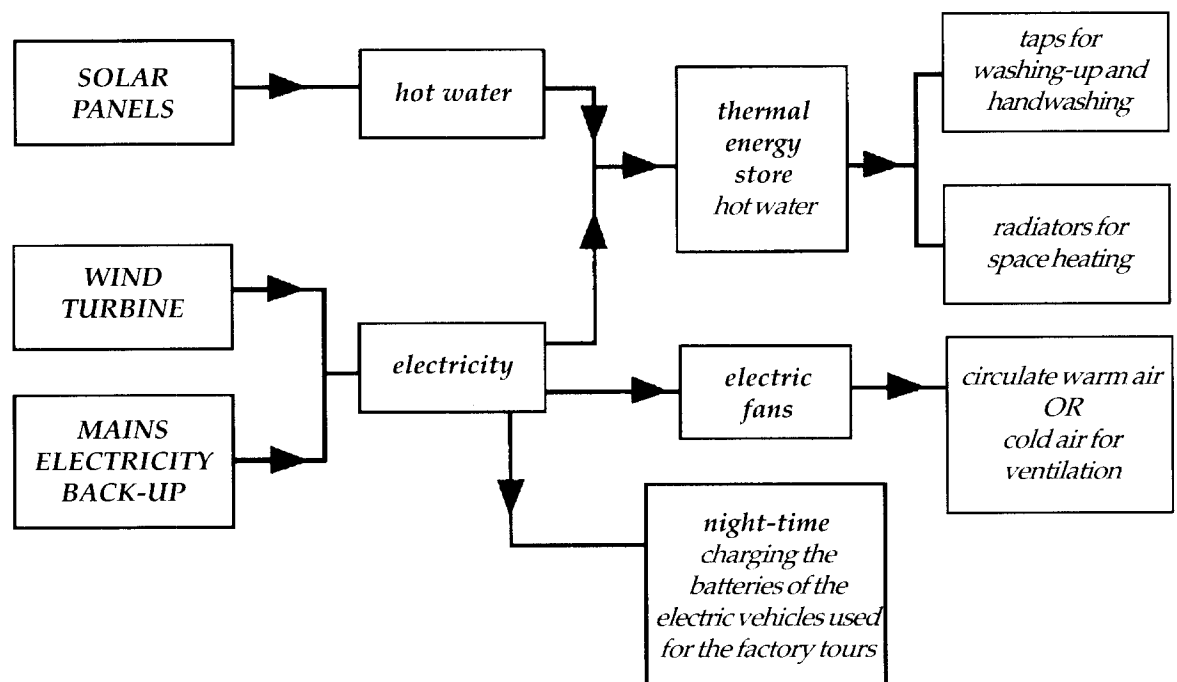 SOLAR
PANELS
hot water
thermal
energy
store
hot water
taps for
washing-up and
handwashing
radiators for
space heating
WIND
TURBINE
MAINS
ELECTRICITY
BACK-UP
electricity
electric
fans
circulate warm air
OR
cold air for
ventilation
night-time
charging the
batteries of the
electric vehicles used
for the factory tours